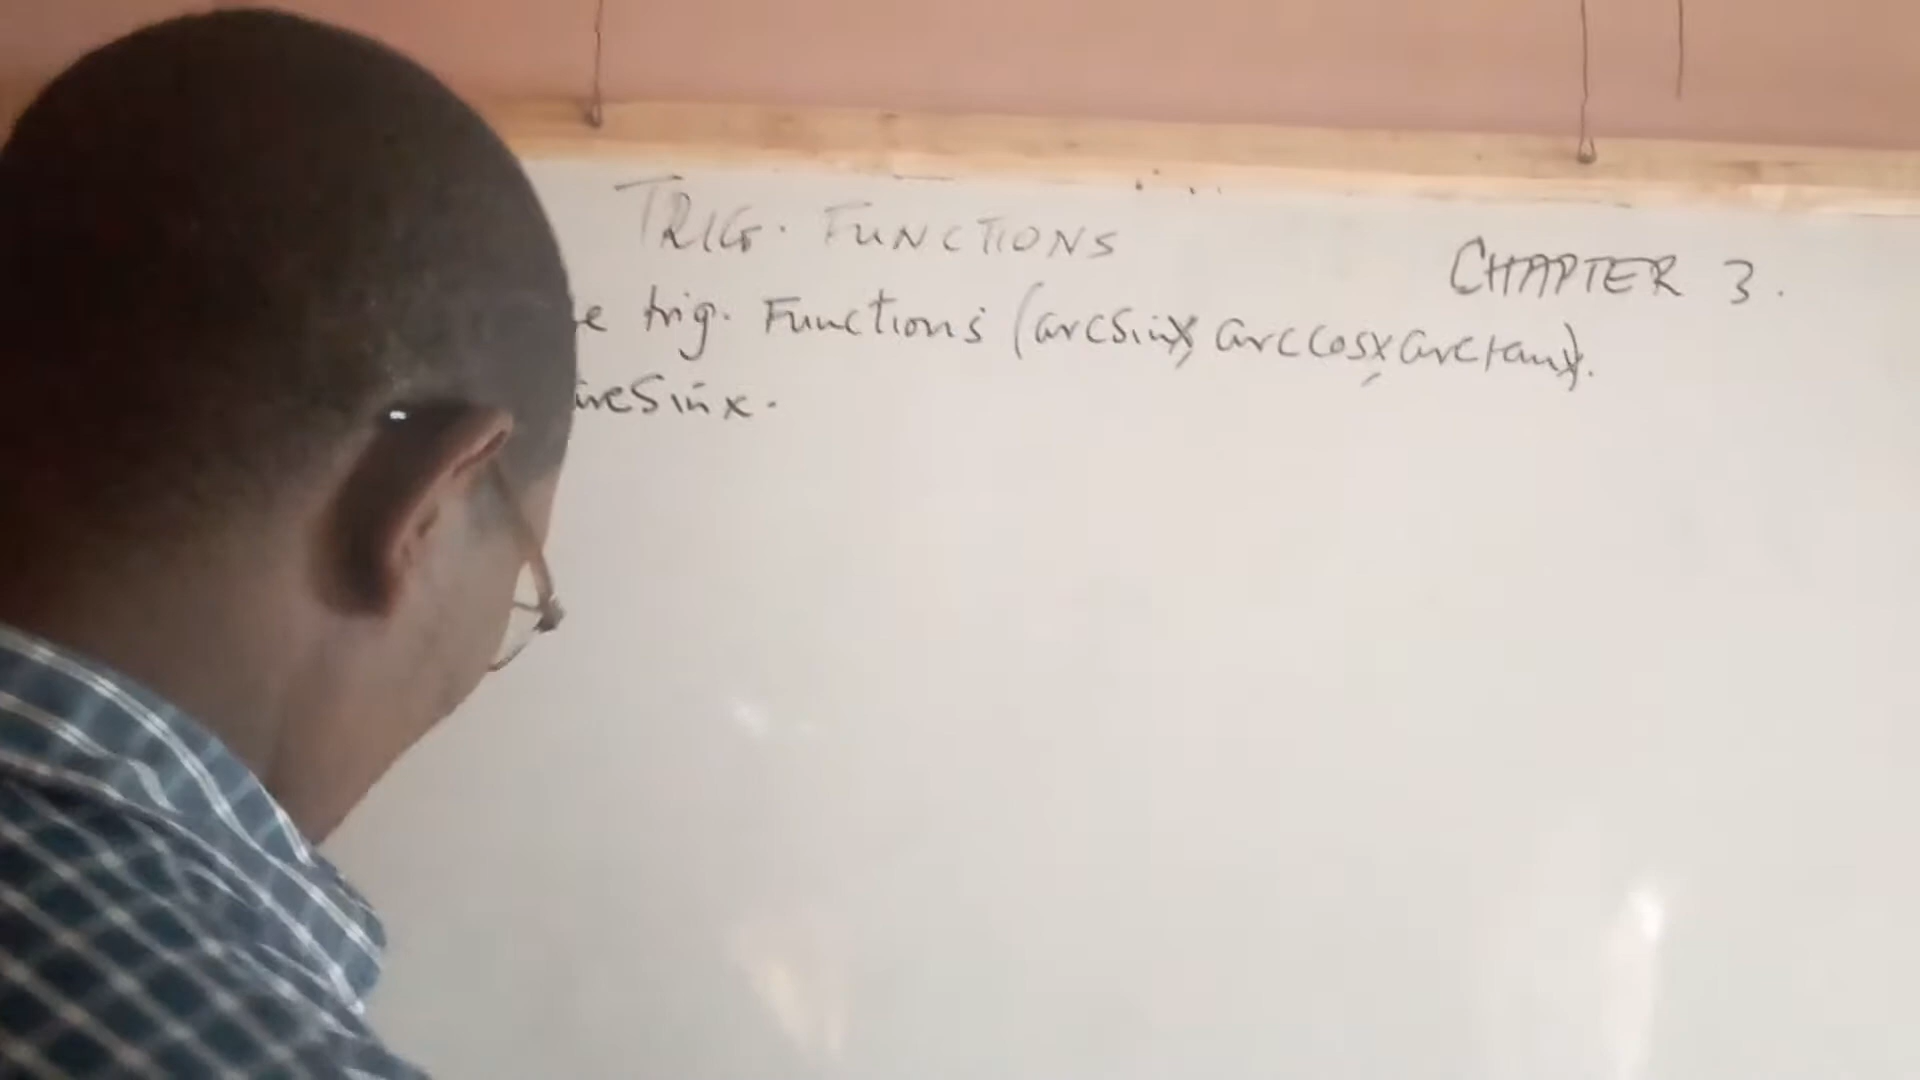 TRIG. FUNCTIONS
CHAPTER 3.
trig. Functions (arcsinx, arccosx, arctanx).
arcSinx.